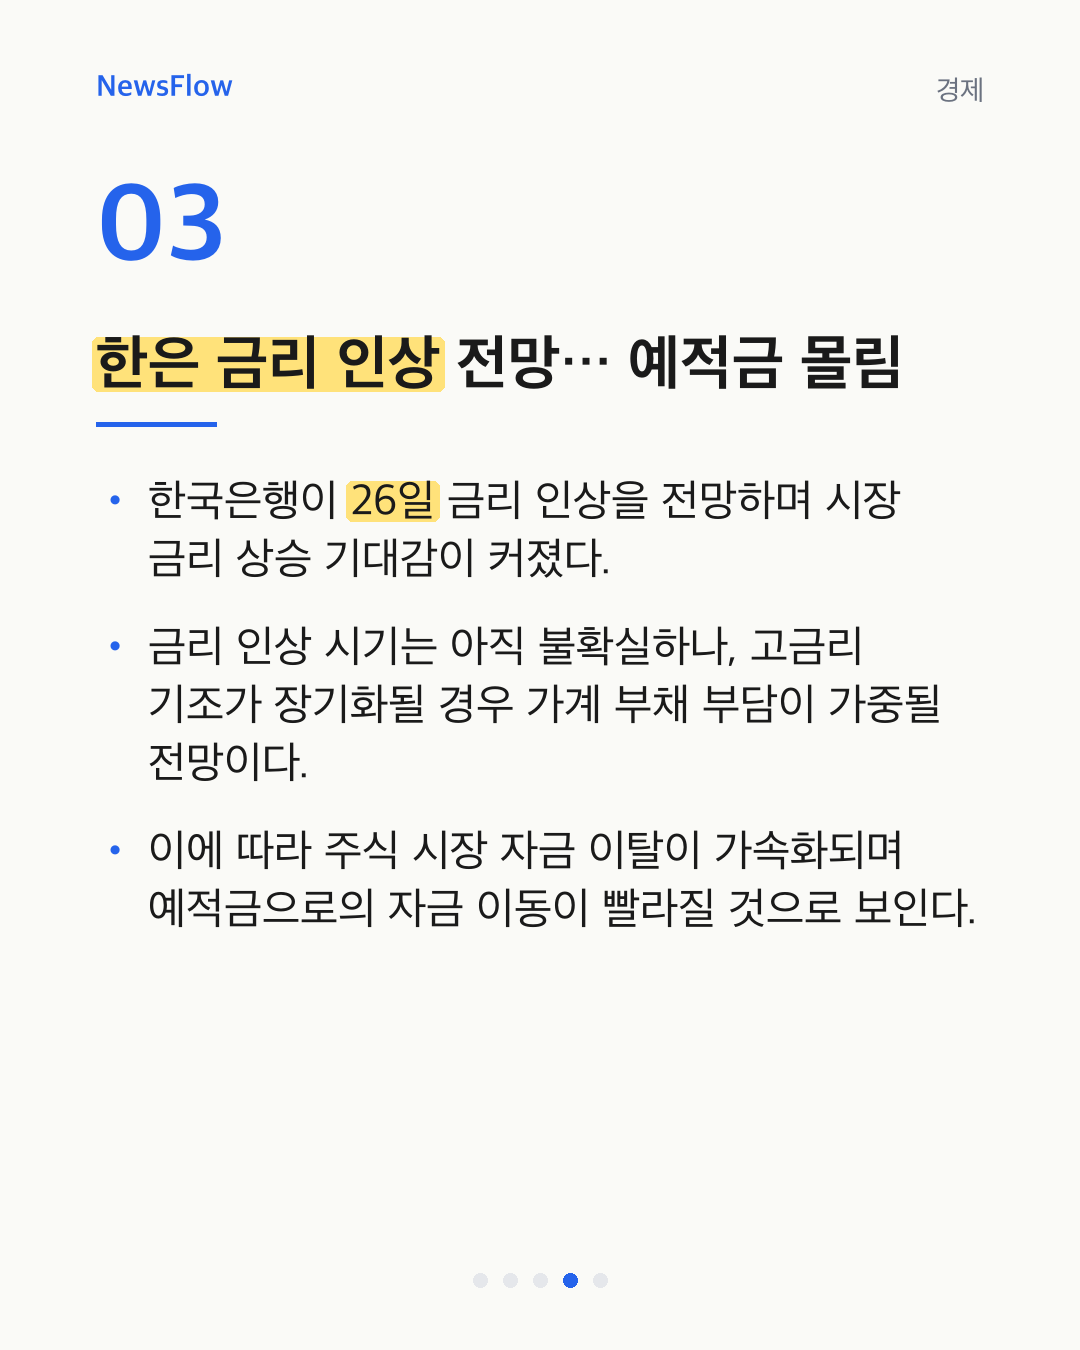 NewsFlow
경제
03
한은 금리 인상 전망… 예적금 몰림
• 한국은행이 26일 금리 인상을 전망하며 시장
금리 상승 기대감이 커졌다.
• 금리 인상 시기는 아직 불확실하나, 고금리
기조가 장기화될 경우 가계 부채 부담이 가중될
전망이다.
• 이에 따라 주식 시장 자금 이탈이 가속화되며
예적금으로의 자금 이동이 빨라질 것으로 보인다.